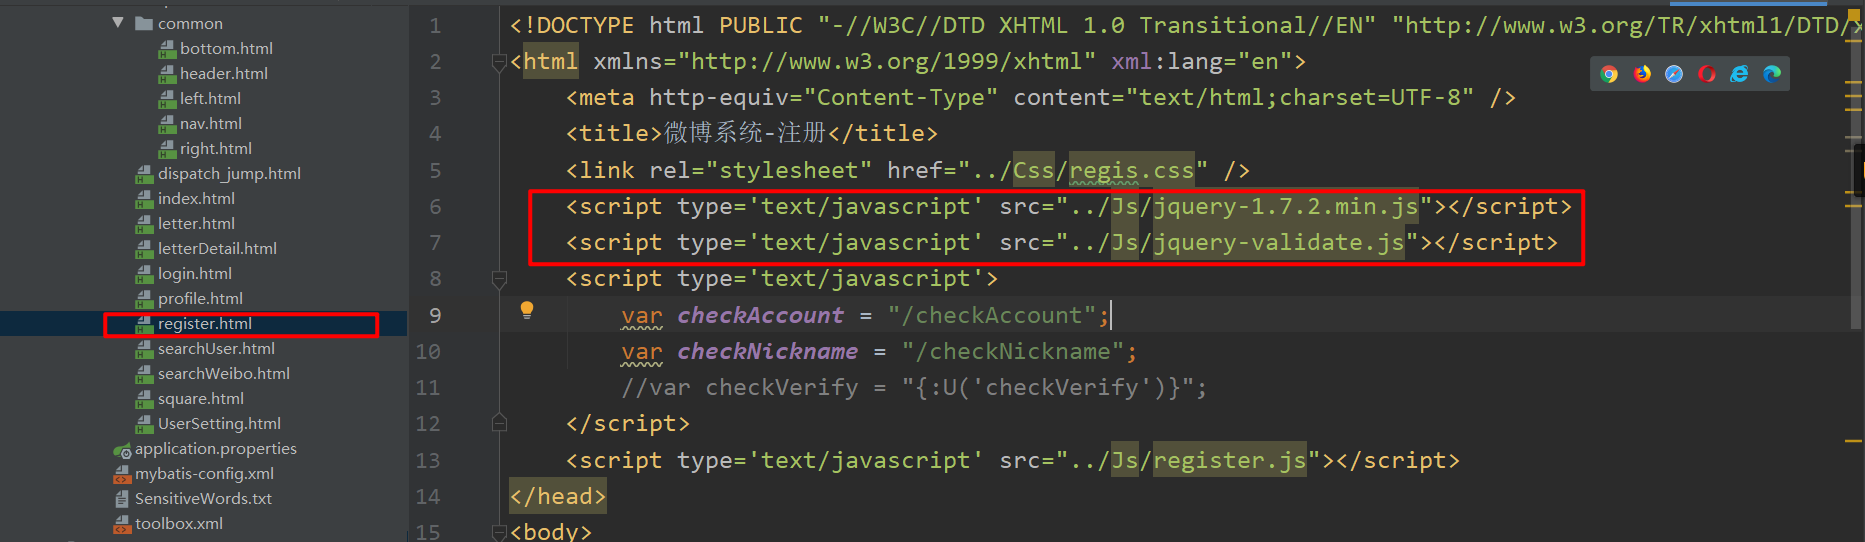 common
bottom.html
header.html
left.html
nav.html
right.html
dispatch_jump.html
index.html
letter.html
letterDetail.html
login.html
profile.html
register.html
searchUser.html
searchWeibo.html
square.html
UserSetting.html
application.properties
mybatis-config.xml
SensitiveWords.txt
toolbox.xml
1 <!DOCTYPE html PUBLIC "-//W3C//DTD XHTML 1.0 Transitional//EN" "http://www.w3.org/TR/xhtml1/DTD/x
2 <html xmlns="http://www.w3.org/1999/xhtml" xml:lang="en">
3 <meta http-equiv="Content-Type" content="text/html;charset=UTF-8" />
4 <title>微博系统-注册</title>
5 <link rel="stylesheet" href="../Css/regis.css" />
6 <script type='text/javascript' src="../Js/jquery-1.7.2.min.js"></script>
7 <script type='text/javascript' src="../Js/jquery-validate.js"></script>
8 <script type='text/javascript'>
9 var checkAccount = "/checkAccount";
10 var checkNickname = "/checkNickname";
11 //var checkVerify = "{:U('checkVerify')}";
12 </script>
13 <script type='text/javascript' src="../Js/register.js"></script>
14 </head>
15 <body>